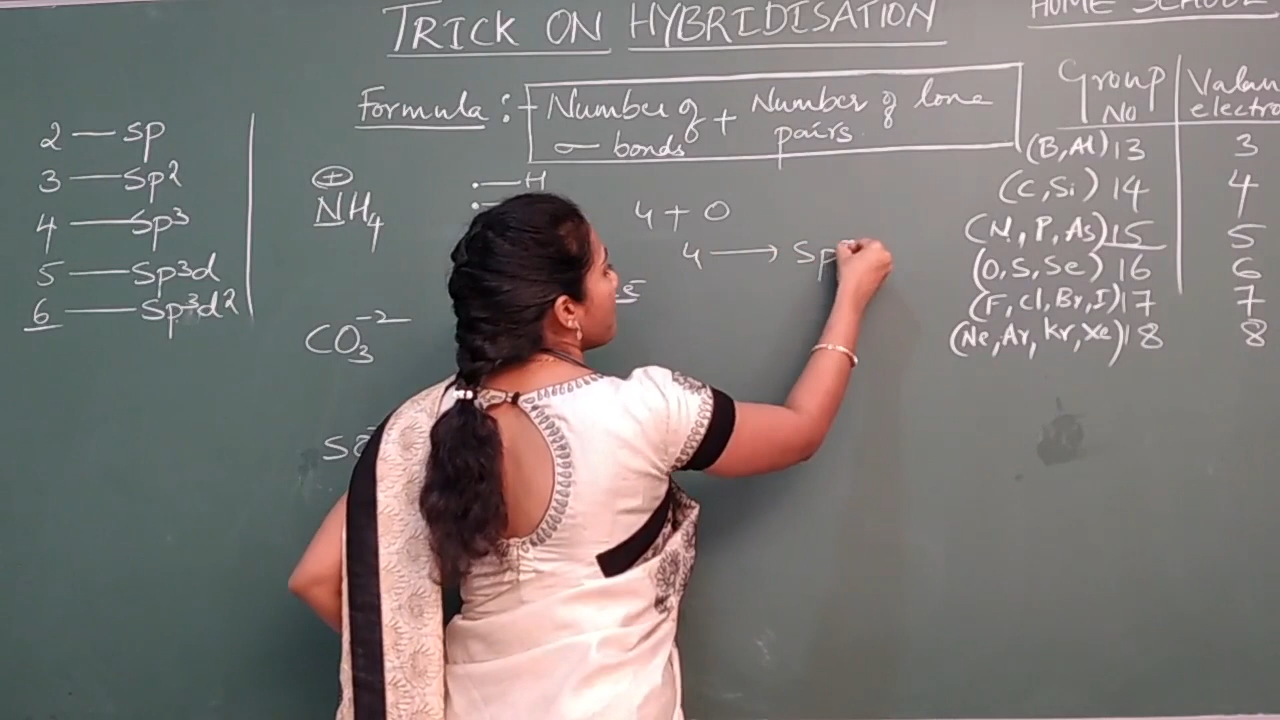 TRICK ON HYBRIDISATION
HOME SCHOOL
Formula :- Number of σ bonds + Number of lone pairs
2 — sp
3 — Sp2
4 — Sp3
5 — Sp3d
6 — Sp3d2
⊕
NH4
•—H
4 + 0
4 → Sp
CO3 -2
Group No Valan electro
(B, Al) 13 3
(C, Si) 14 4
(N, P, As) 15 5
(O, S, Se) 16 6
(F, Cl, Br, I) 17 7
(Ne, Ar, Kr, Xe) 18 8